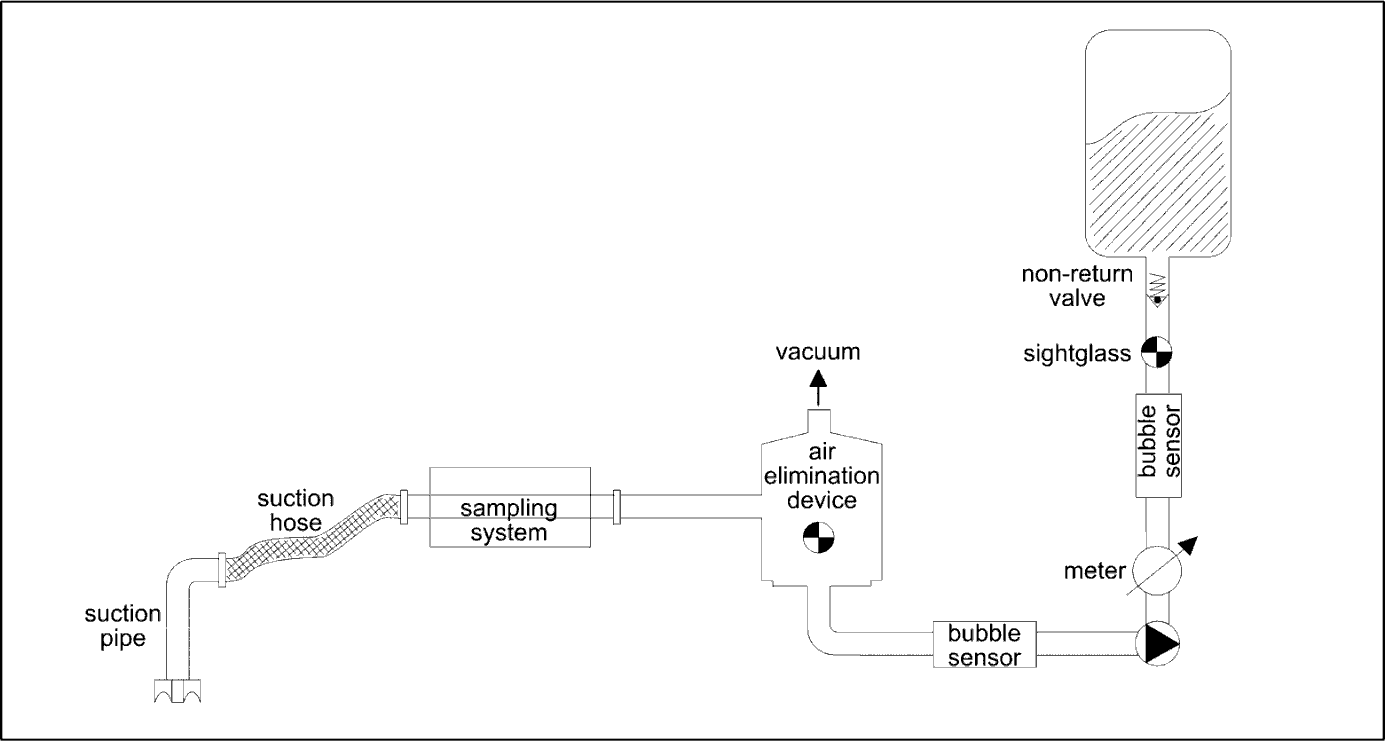 non-return
valve
sightglass
vacuum
bubble
sensor
air
elimination
device
suction
hose
sampling
system
meter
suction
pipe
bubble
sensor